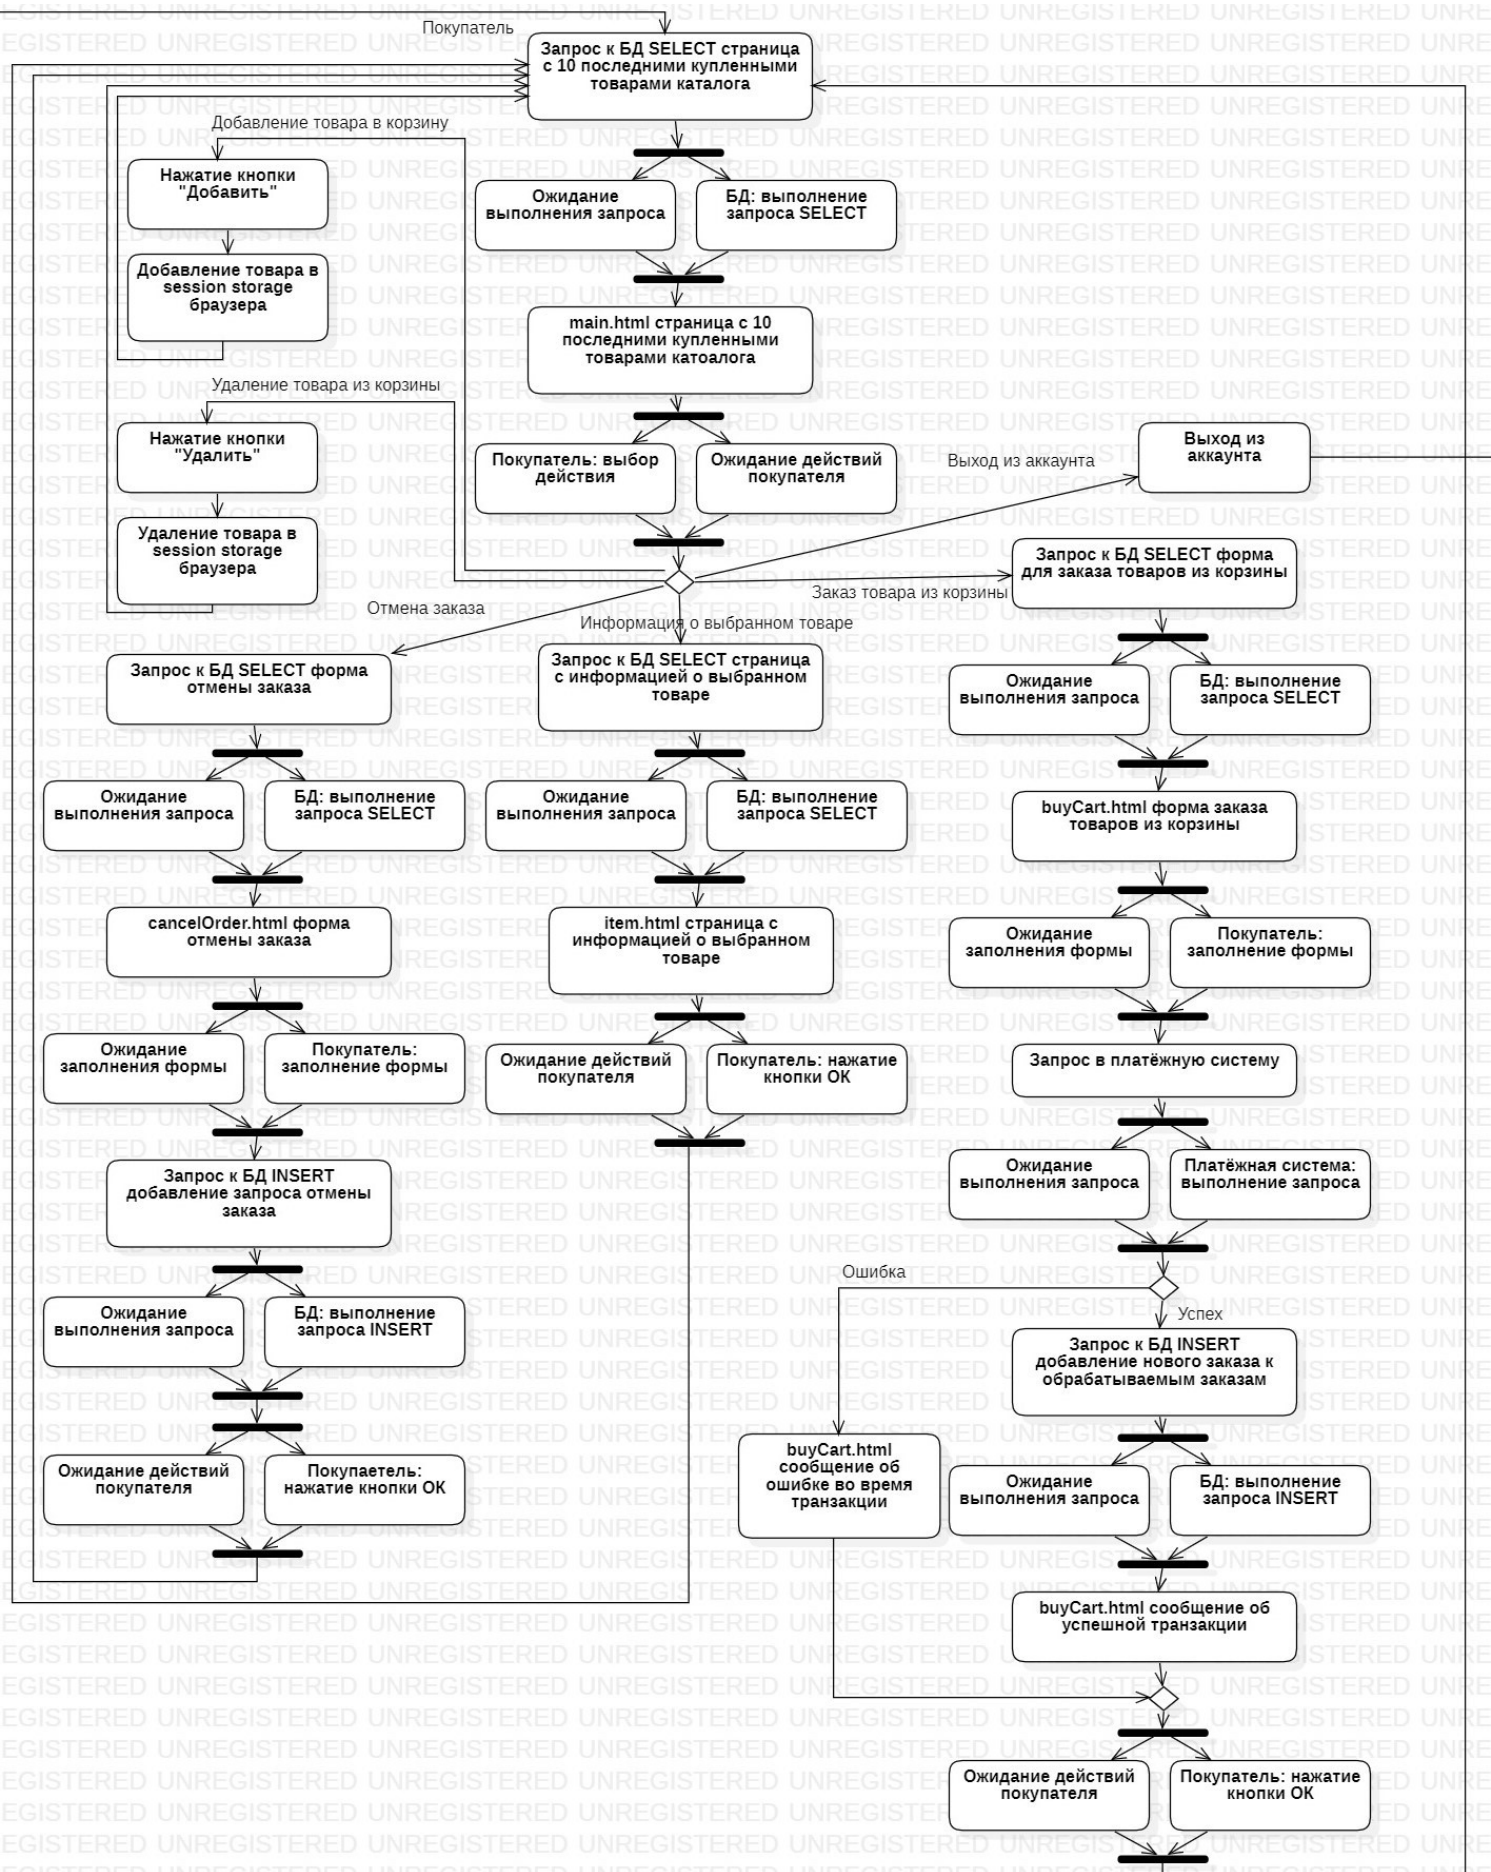 Покупатель
Запрос к БД SELECT страница
с 10 последними купленными
товарами каталога
Добавление товара в корзину
Нажатие кнопки
"Добавить"
Добавление товара в
session storage
браузера
Ожидание
выполнения запроса
БД: выполнение
запроса SELECT
main.html страница с 10
последними купленными
товарами катоалога
Удаление товара из корзины
Нажатие кнопки
"Удалить"
Удаление товара в
session storage
браузера
Покупатель: выбор
действия
Ожидание действий
покупателя
Выход из аккаунта
Выход из
аккаунта
Отмена заказа
Информация о выбранном товаре
Заказ товара из корзины
Запрос к БД SELECT форма
отмены заказа
Ожидание
выполнения запроса
БД: выполнение
запроса SELECT
cancelOrder.html форма
отмены заказа
Ожидание
заполнения формы
Покупатель:
заполнение формы
Запрос к БД INSERT
добавление запроса отмены
заказа
Ожидание
выполнения запроса
БД: выполнение
запроса INSERT
Ожидание действий
покупателя
Покупаетель:
нажатие кнопки ОК
Запрос к БД SELECT страница
с информацией о выбранном
товаре
Ожидание
выполнения запроса
БД: выполнение
запроса SELECT
item.html страница с
информацией о выбранном
товаре
Ожидание действий
покупателя
Покупатель: нажатие
кнопки ОК
Запрос к БД SELECT форма
для заказа товаров из корзины
Ожидание
выполнения запроса
БД: выполнение
запроса SELECT
buyCart.html форма заказа
товаров из корзины
Ожидание
заполнения формы
Покупатель:
заполнение формы
Запрос в платёжную систему
Ожидание
выполнения запроса
Платёжная система:
выполнение запроса
Ошибка
Успех
Запрос к БД INSERT
добавление нового заказа к
обрабатываемым заказам
buyCart.html
сообщение об
ошибке во время
транзакции
Ожидание
выполнения запроса
БД: выполнение
запроса INSERT
buyCart.html сообщение об
успешной транзакции
Ожидание действий
покупателя
Покупатель: нажатие
кнопки ОК